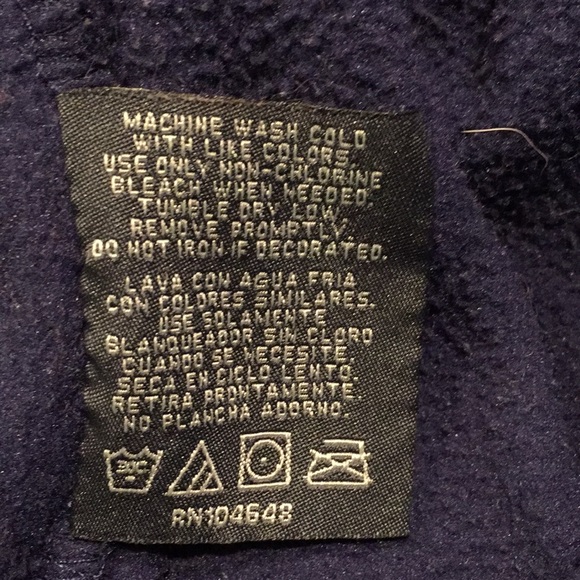 MACHINE WASH COLD
WITH LIKE COLORS.
USE ONLY NON-CHLORINE
BLEACH WHEN NEEDED.
TUMBLE DRY LOW.
REMOVE PROMPTLY.
DO NOT IRON IF DECORATED.
LAVA CON AGUA FRIA
CON COLORES SIMILARES.
USE SOLAMENTE
BLANQUEADOR SIN CLORO
CUANDO SE NECESITE.
SECA EN CICLO LENTO.
RETIRA PRONTAMENTE.
NO PLANCHA ADORNO.
30C
RN104648